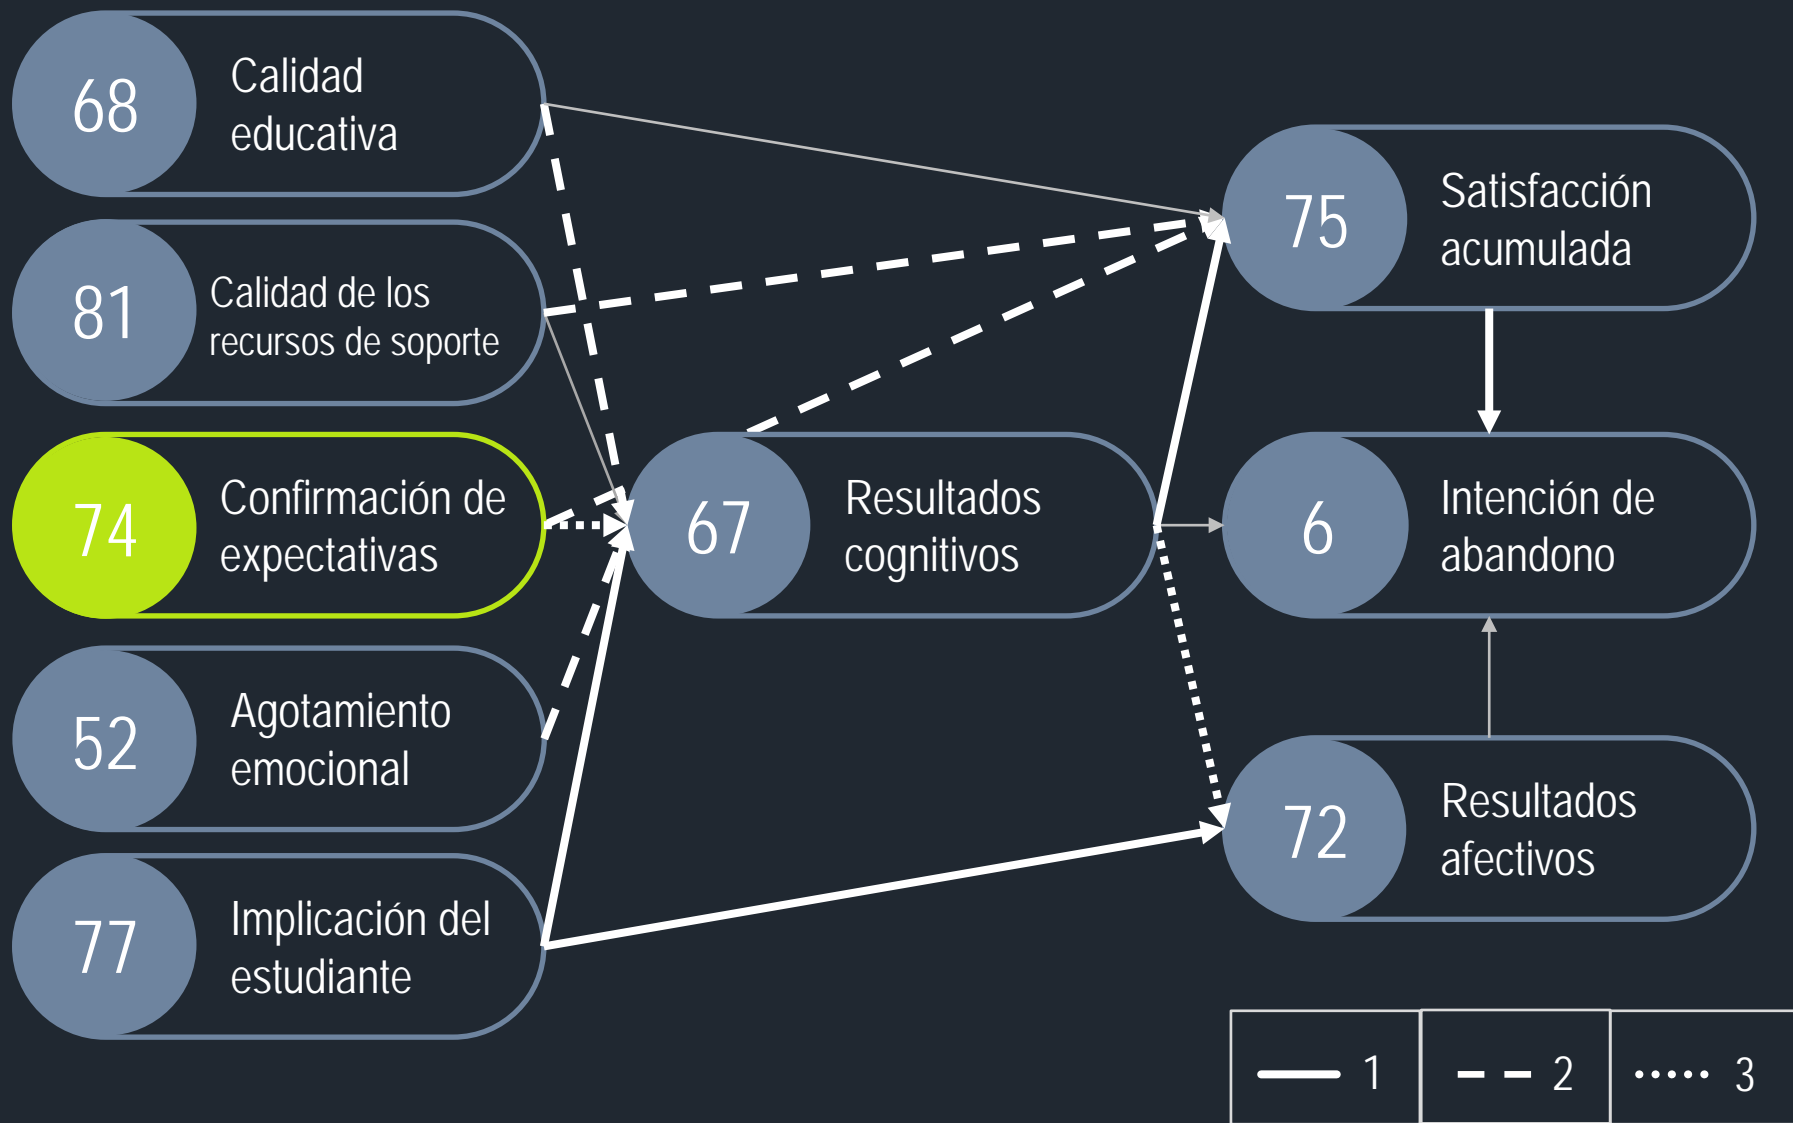 68
Calidad
educativa
81
Calidad de los
recursos de soporte
74
Confirmación de
expectativas
52
Agotamiento
emocional
77
Implicación del
estudiante
67
Resultados
cognitivos
75
Satisfacción
acumulada
6
Intención de
abandono
72
Resultados
afectivos
1
2
3